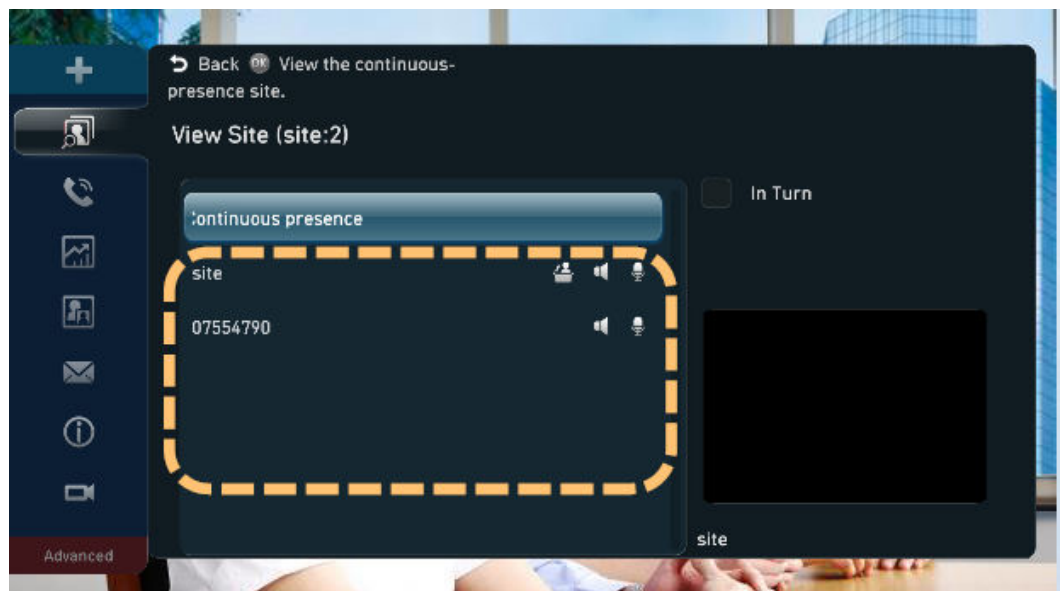 Back OK View the continuous-
presence site.
View Site (site:2)
In Turn
:ontinuous presence
site
07554790
site
Advanced